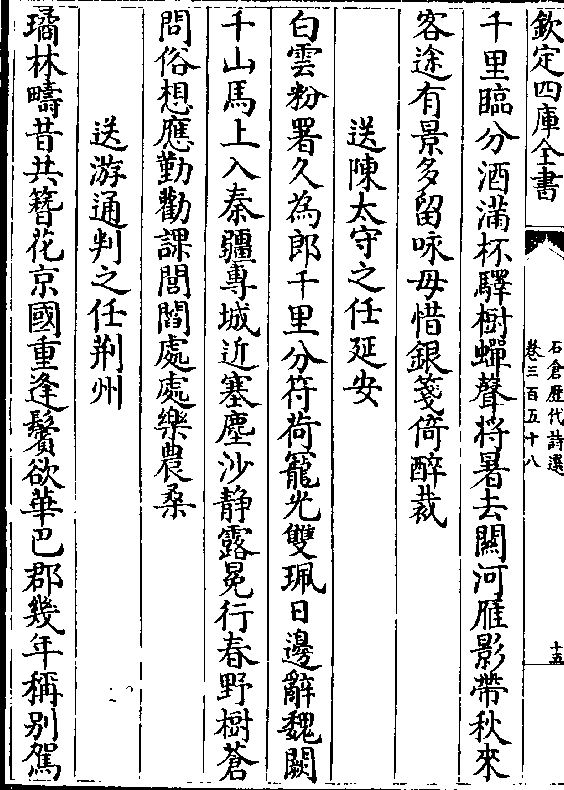 欽定四庫全書
石倉歷代詩選
卷三百五十八
十五
千里臨分酒滿杯驛樹蟬聲將暑去關河雁影帶秋來
客途有景多留咏毋惜銀箋倚醉裁
送陳太守之任延安
白雲粉署久為郎千里分符荷寵光雙珮日邊辭魏闕
千山馬上入秦疆專城近塞塵沙静露冕行春野樹蒼
問俗想應勤勸課閭閻處處樂農桑
送游通判之任荆州
璚林疇昔共簪花京國重逢鬢欲華巴郡幾年稱别駕